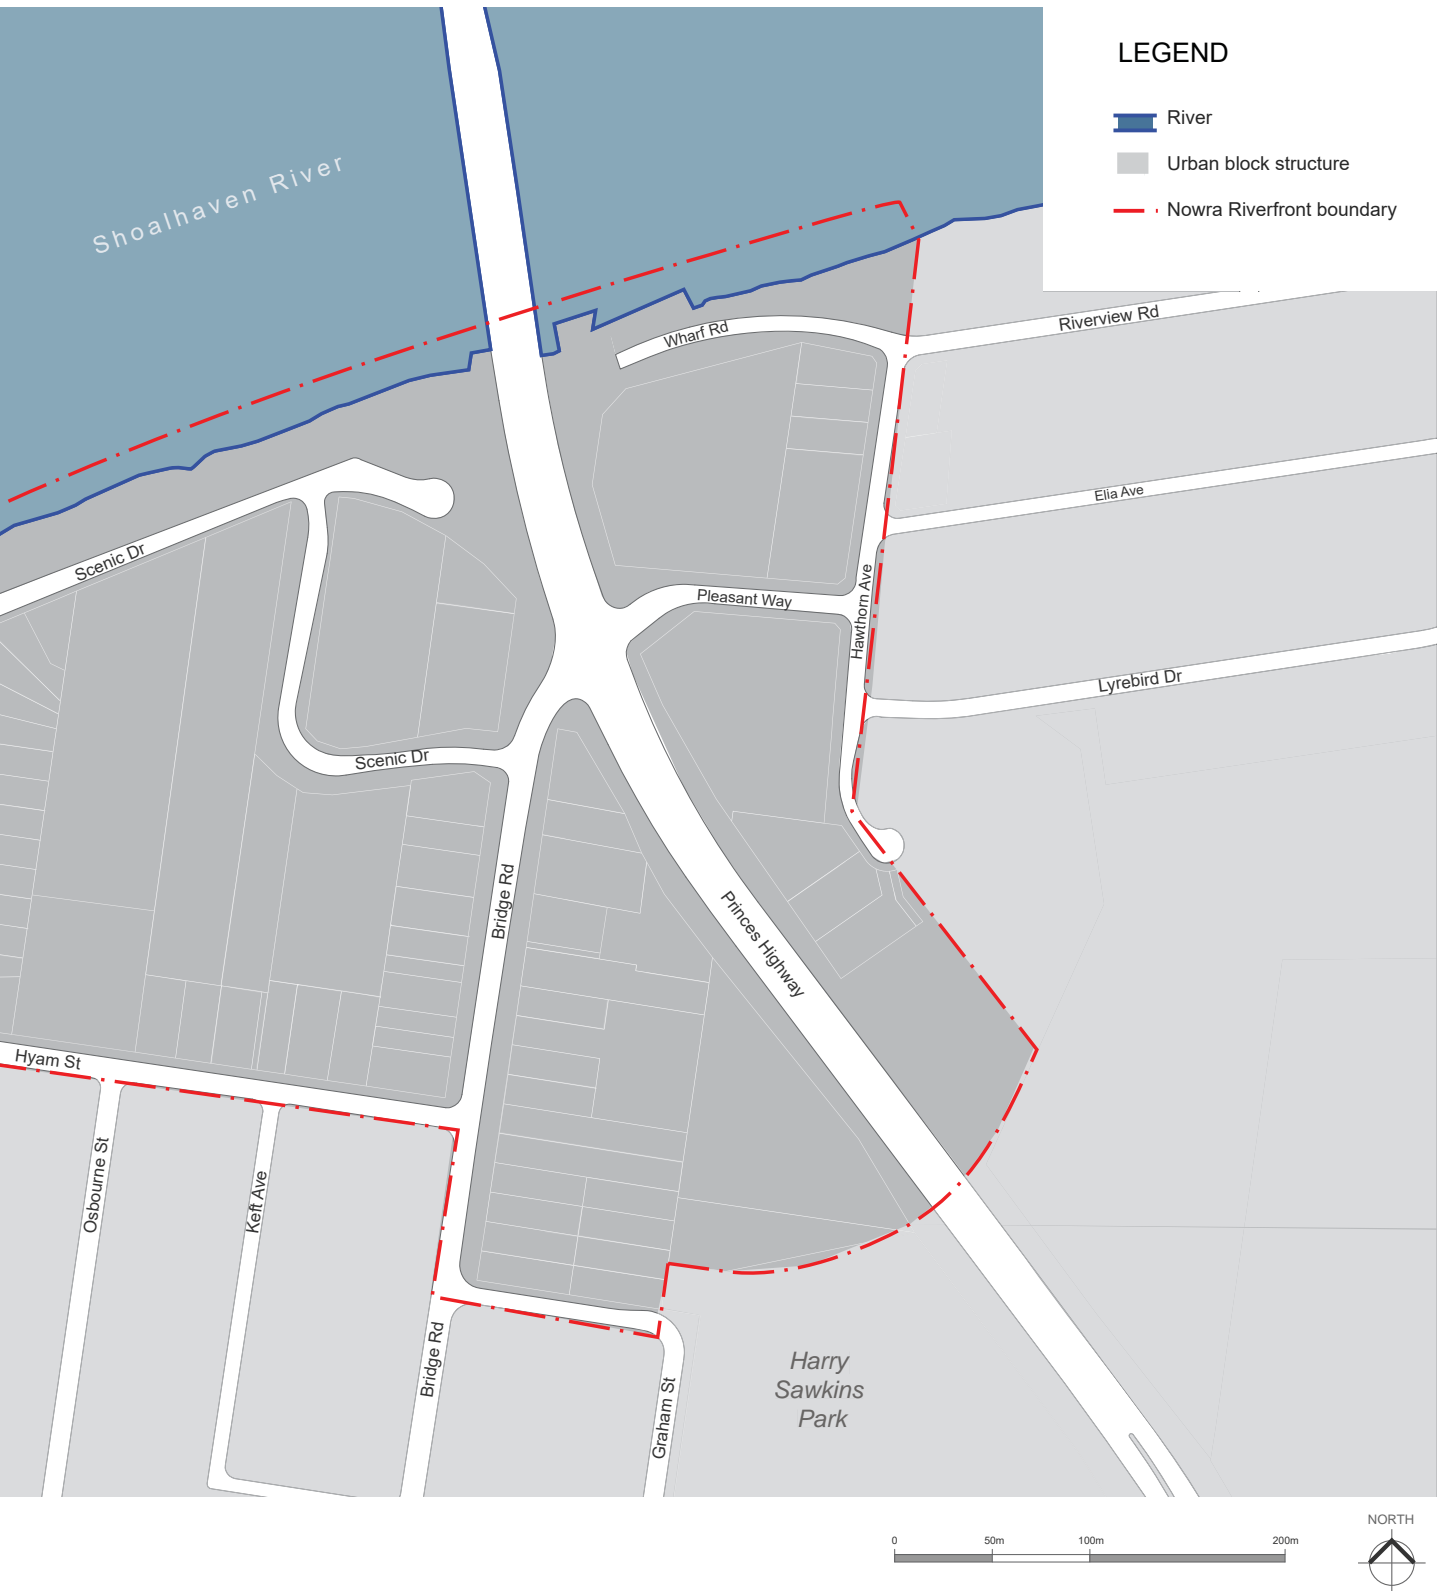 LEGEND
River
Urban block structure
Nowra Riverfront boundary
Shoalhaven River
Riverview Rd
Wharf Rd
Elia Ave
Scenic Dr
Pleasant Way
Hawthorn Ave
Lyrebird Dr
Scenic Dr
Bridge Rd
Princes Highway
Hyam St
Osbourne St
Keft Ave
Bridge Rd
Graham St
Harry
Sawkins
Park
NORTH
0 50m 100m 200m